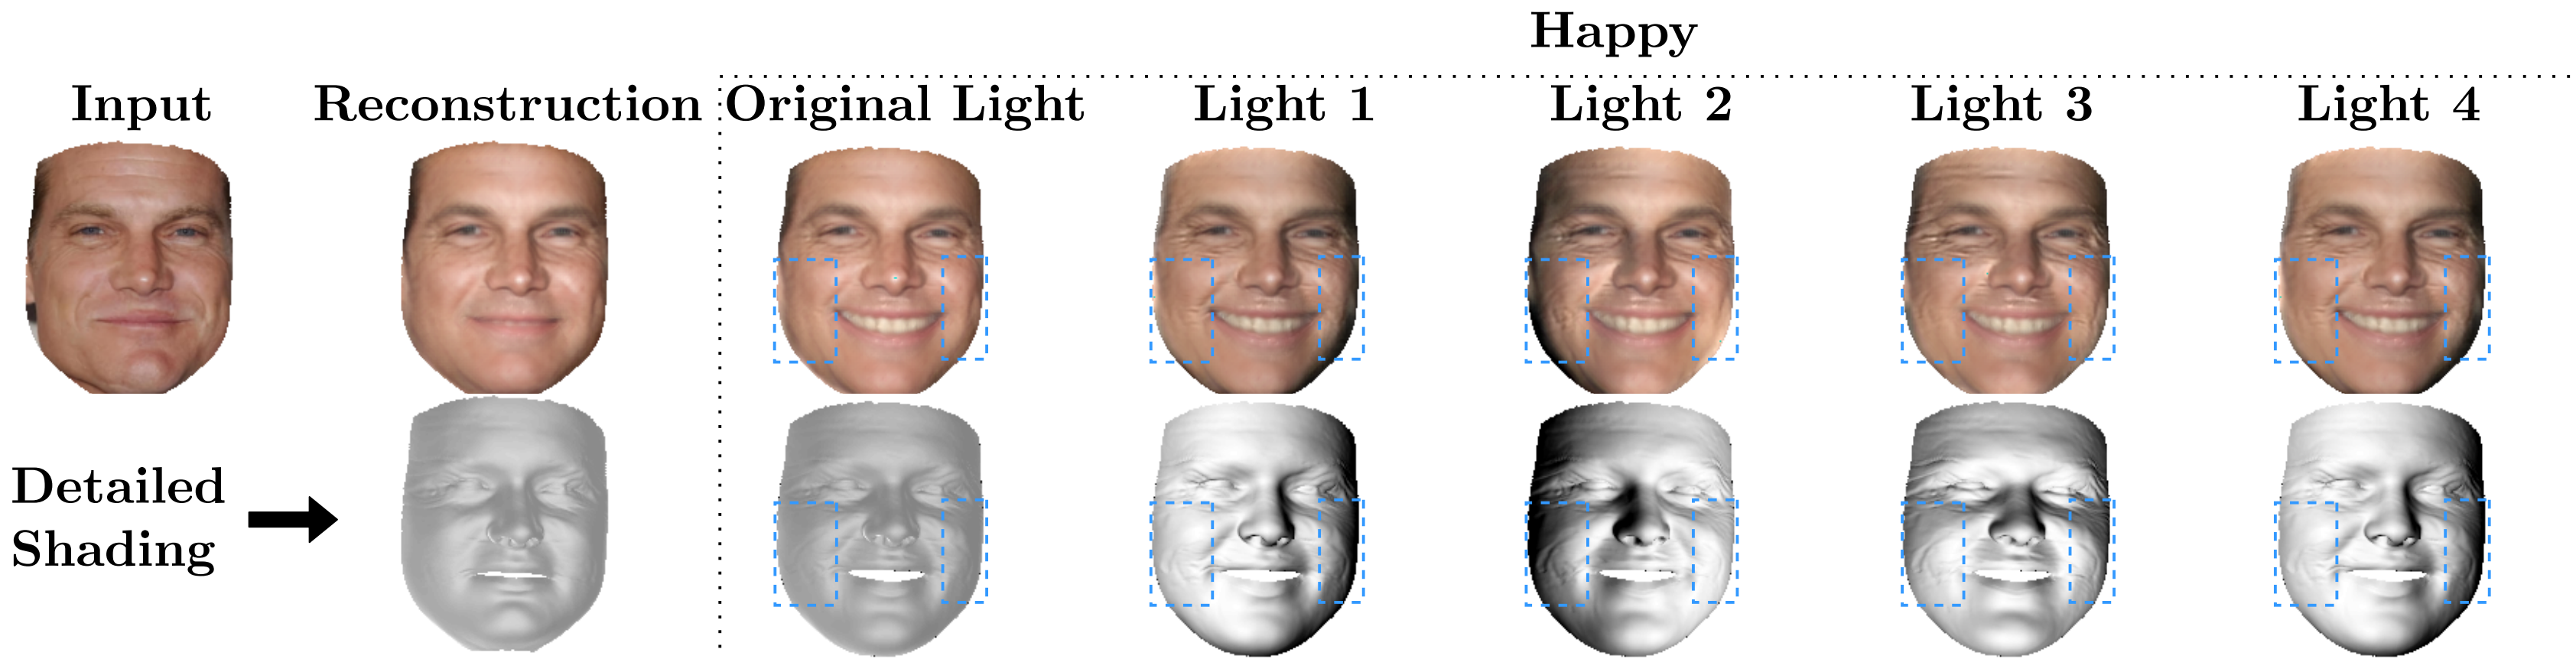 Happy
Input
Reconstruction
Original Light
Light 1
Light 2
Light 3
Light 4
Detailed
Shading